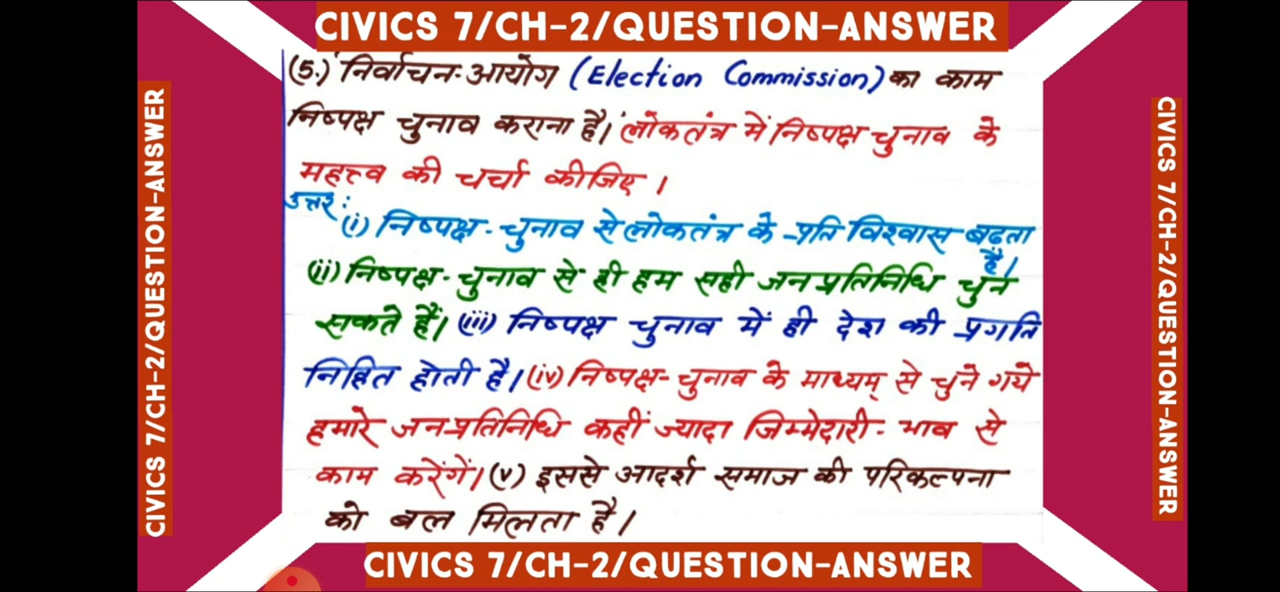 CIVICS 7/CH-2/QUESTION-ANSWER
(5.) निर्वाचन-आयोग (Election Commission) का काम
निष्पक्ष चुनाव कराना है। लोकतंत्र में निष्पक्ष चुनाव के
महत्त्व की चर्चा कीजिए ।
उत्तर:
(i) निष्पक्ष-चुनाव से लोकतंत्र के प्रति विश्वास बढ़ता
है।
(ii) निष्पक्ष-चुनाव से ही हम सही जनप्रतिनिधि चुन
सकते हैं। (iii) निष्पक्ष चुनाव में ही देश की प्रगति
निहित होती है। (iv) निष्पक्ष-चुनाव के माध्यम् से चुने गये
हमारे जनप्रतिनिधि कहीं ज्यादा जिम्मेदारी-भाव से
काम करेंगें। (v) इससे आदर्श समाज की परिकल्पना
को बल मिलता है।
CIVICS 7/CH-2/QUESTION-ANSWER
CIVICS 7/CH-2/QUESTION-ANSWER
CIVICS 7/CH-2/QUESTION-ANSWER